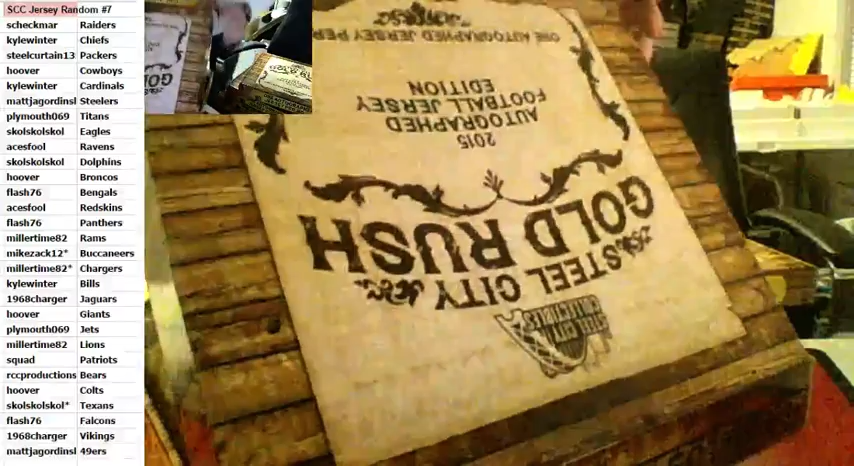 SCC Jersey Random #7
scheckmar Raiders
kylewinter Chiefs
steelcurtain13 Packers
hoover Cowboys
kylewinter Cardinals
mattjagordinsl Steelers
plymouth069 Titans
skolskolskol Eagles
acesfool Ravens
skolskolskol Dolphins
hoover Broncos
flash76 Bengals
acesfool Redskins
flash76 Panthers
millertime82 Rams
mikezack12* Buccaneers
millertime82* Chargers
kylewinter Bills
1968charger Jaguars
hoover Giants
plymouth069 Jets
millertime82 Lions
squad Patriots
rccproductions Bears
hoover Colts
skolskolskol* Texans
flash76 Falcons
1968charger Vikings
mattjagordinsl 49ers
STEEL CITY
COLLECTIBLES
STEEL CITY
GOLD RUSH
2015
AUTOGRAPHED
FOOTBALL JERSEY
EDITION
ONE AUTOGRAPHED JERSEY PER